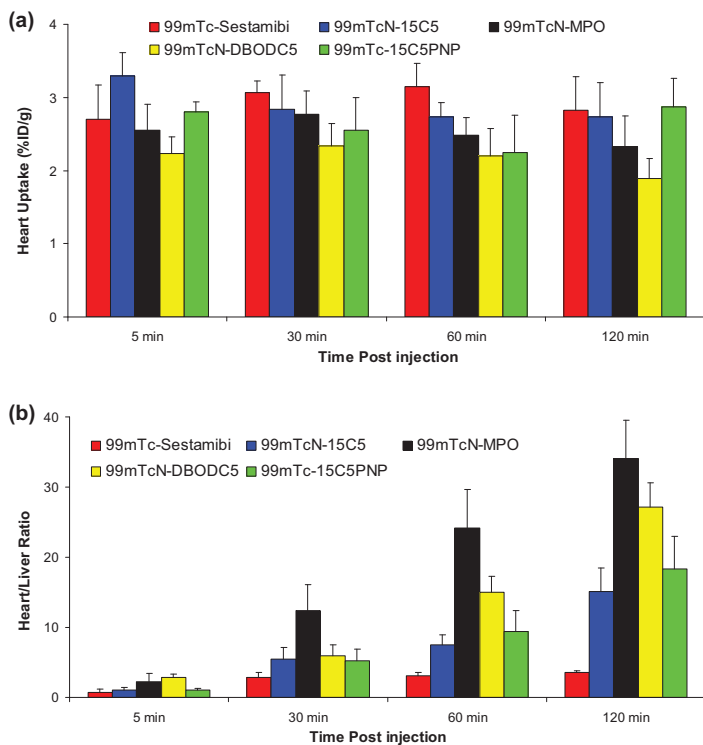 (a)
99mTc-Sestamibi 99mTcN-15C5 99mTcN-MPO
99mTcN-DBODC5 99mTc-15C5PNP
Heart Uptake (%ID/g)
4
3
2
1
0
5 min 30 min 60 min 120 min
Time Post injection
(b)
99mTc-Sestamibi 99mTcN-15C5 99mTcN-MPO
99mTcN-DBODC5 99mTc-15C5PNP
Heart/Liver Ratio
40
30
20
10
0
5 min 30 min 60 min 120 min
Time Post injection